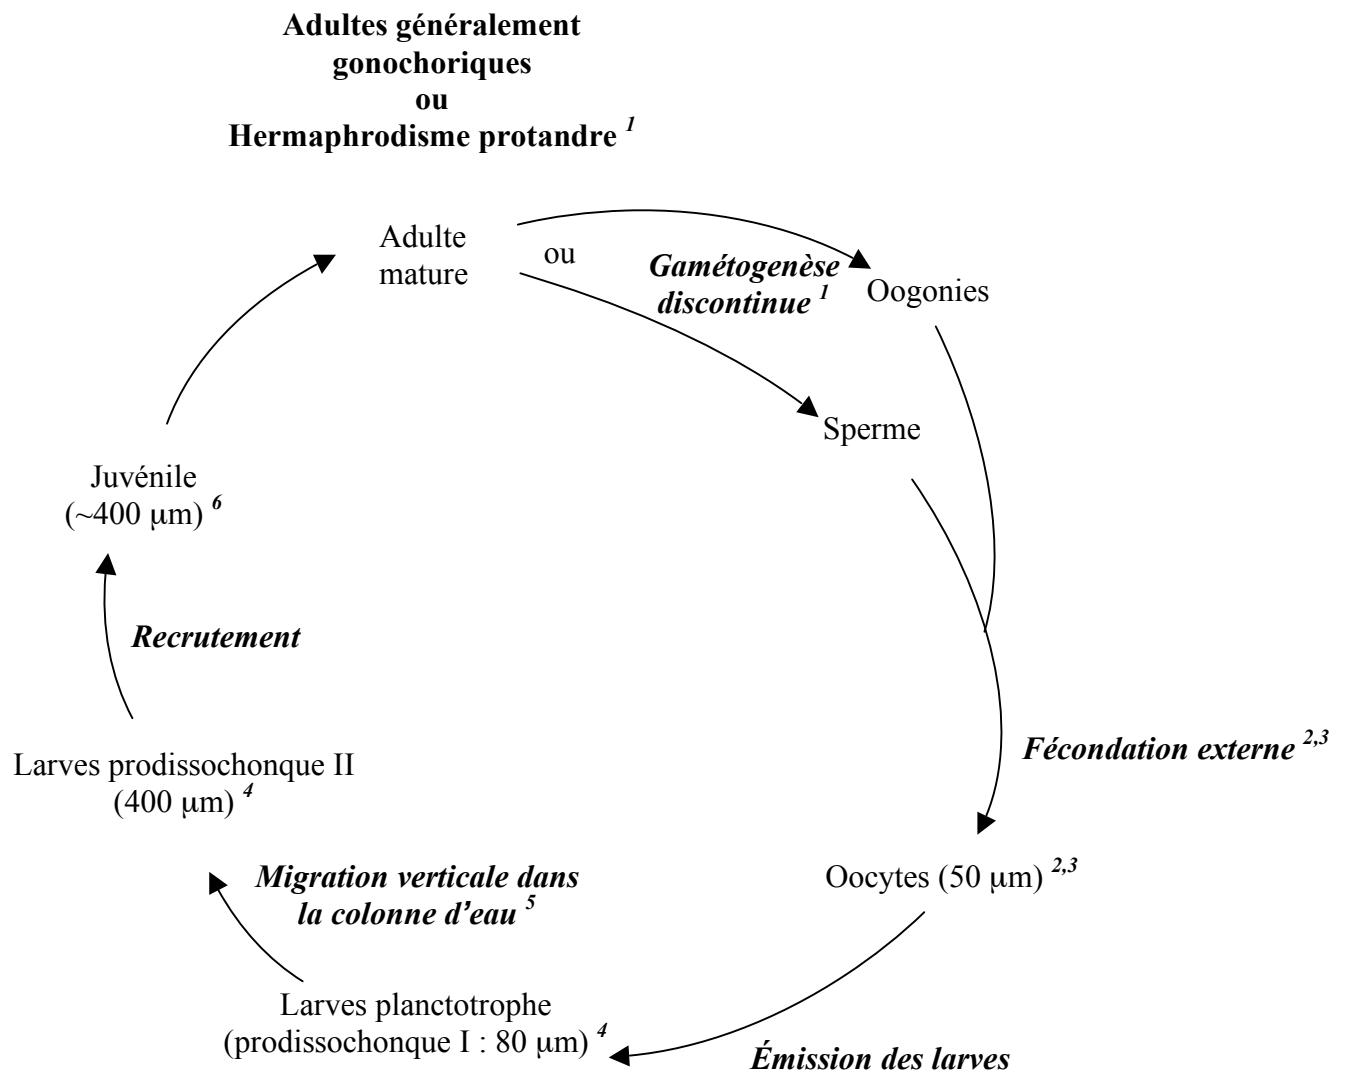 Adultes généralement
gonochoriques
ou
Hermaphrodisme protandre 1
Adulte
mature
ou
Gamétogenèse
discontinue 1
Oogonies
Sperme
Juvénile
(~400 µm) 6
Recrutement
Larves prodissochonque II
(400 µm) 4
Fécondation externe 2,3
Migration verticale dans
la colonne d'eau 5
Oocytes (50 µm) 2,3
Larves planctotrophe
(prodissochonque I : 80 µm) 4
Émission des larves